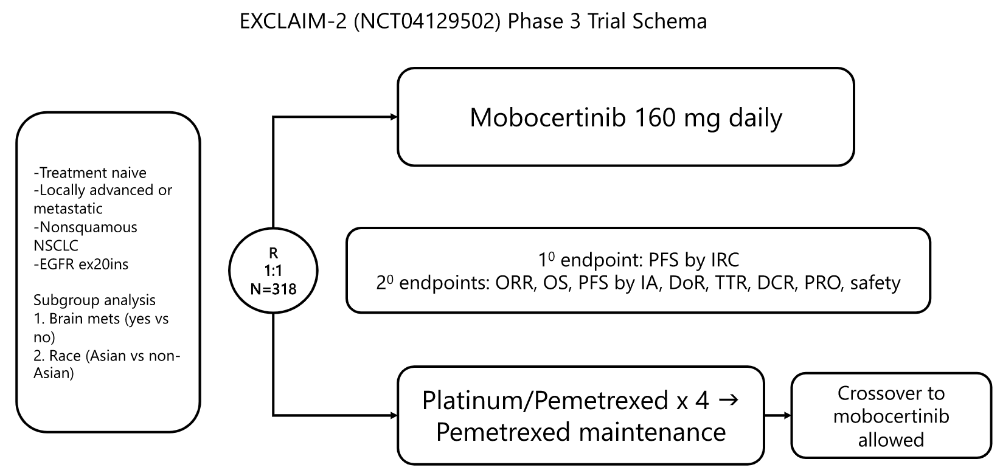 EXCLAIM-2 (NCT04129502) Phase 3 Trial Schema
-Treatment naive
-Locally advanced or
metastatic
-Nonsquamous
NSCLC
-EGFR ex20ins
Subgroup analysis
1. Brain mets (yes vs
no)
2. Race (Asian vs non-
Asian)
R
1:1
N=318
Mobocertinib 160 mg daily
1⁰ endpoint: PFS by IRC
2⁰ endpoints: ORR, OS, PFS by IA, DoR, TTR, DCR, PRO, safety
Platinum/Pemetrexed x 4 →
Pemetrexed maintenance
Crossover to
mobocertinib
allowed